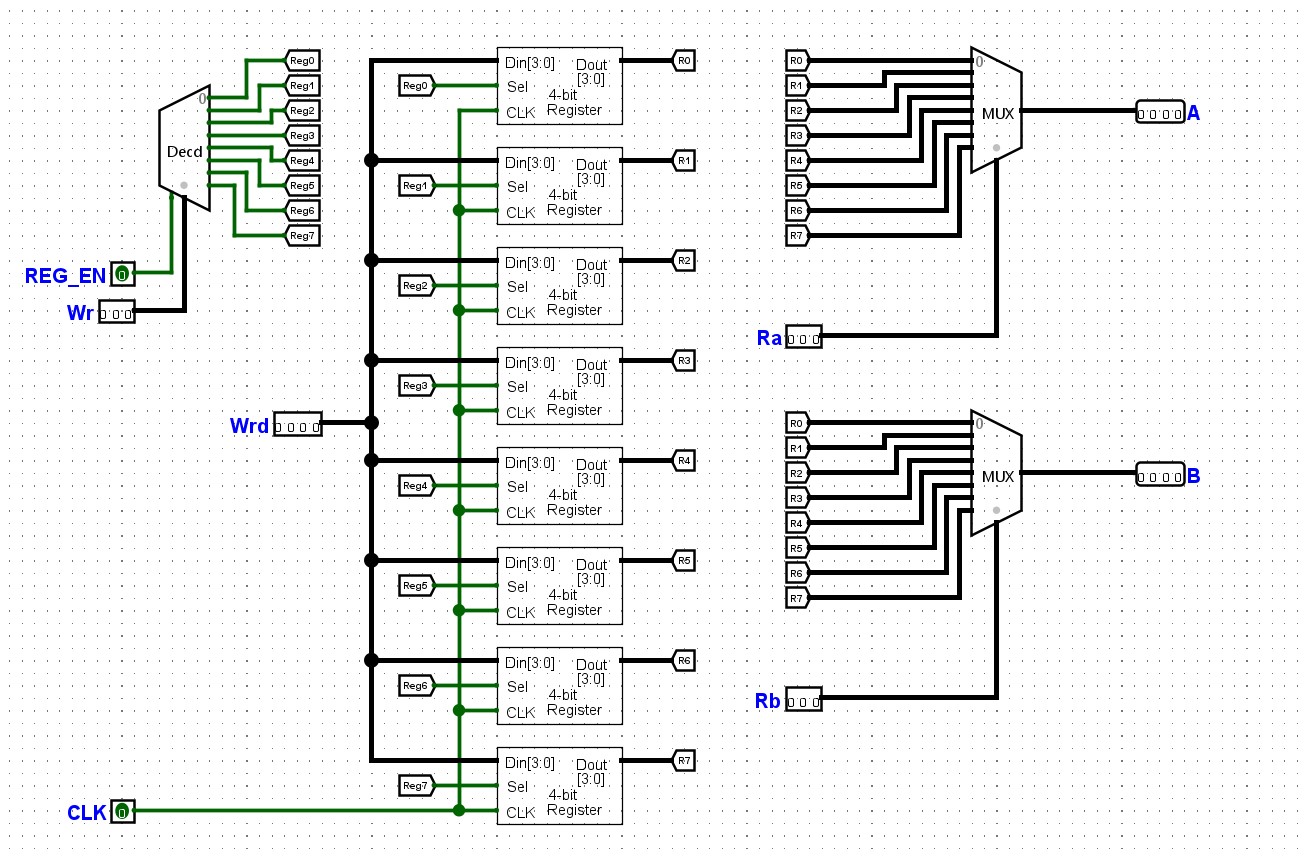 0
Decd
Reg0
Reg1
Reg2
Reg3
Reg4
Reg5
Reg6
Reg7
REG_EN 0
Wr 0 0 0
Wrd 0 0 0 0
CLK 0
Reg0
Din[3:0] Dout
[3:0]
Sel
4-bit
CLK Register
R0
Reg1
Din[3:0] Dout
[3:0]
Sel
4-bit
CLK Register
R1
Reg2
Din[3:0] Dout
[3:0]
Sel
4-bit
CLK Register
R2
Reg3
Din[3:0] Dout
[3:0]
Sel
4-bit
CLK Register
R3
Reg4
Din[3:0] Dout
[3:0]
Sel
4-bit
CLK Register
R4
Reg5
Din[3:0] Dout
[3:0]
Sel
4-bit
CLK Register
R5
Reg6
Din[3:0] Dout
[3:0]
Sel
4-bit
CLK Register
R6
Reg7
Din[3:0] Dout
[3:0]
Sel
4-bit
CLK Register
R7
R0
R1
R2
R3
R4
R5
R6
R7
0
MUX
0 0 0 0 A
Ra 0 0 0
R0
R1
R2
R3
R4
R5
R6
R7
0
MUX
0 0 0 0 B
Rb 0 0 0